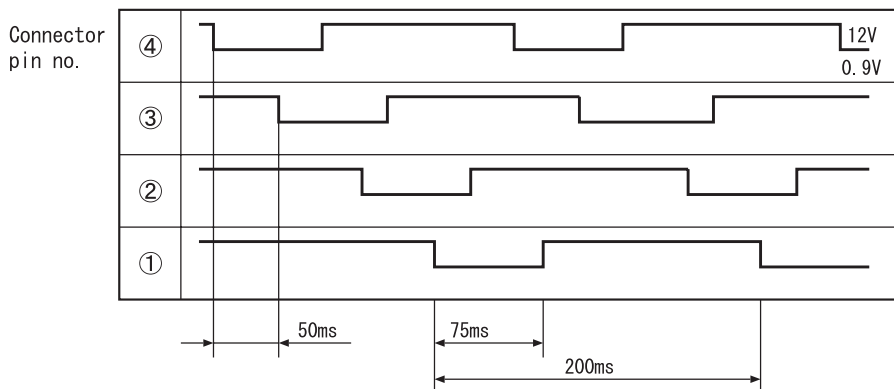 Connector
pin no.
④
12V
0.9V
③
②
①
50ms
75ms
200ms